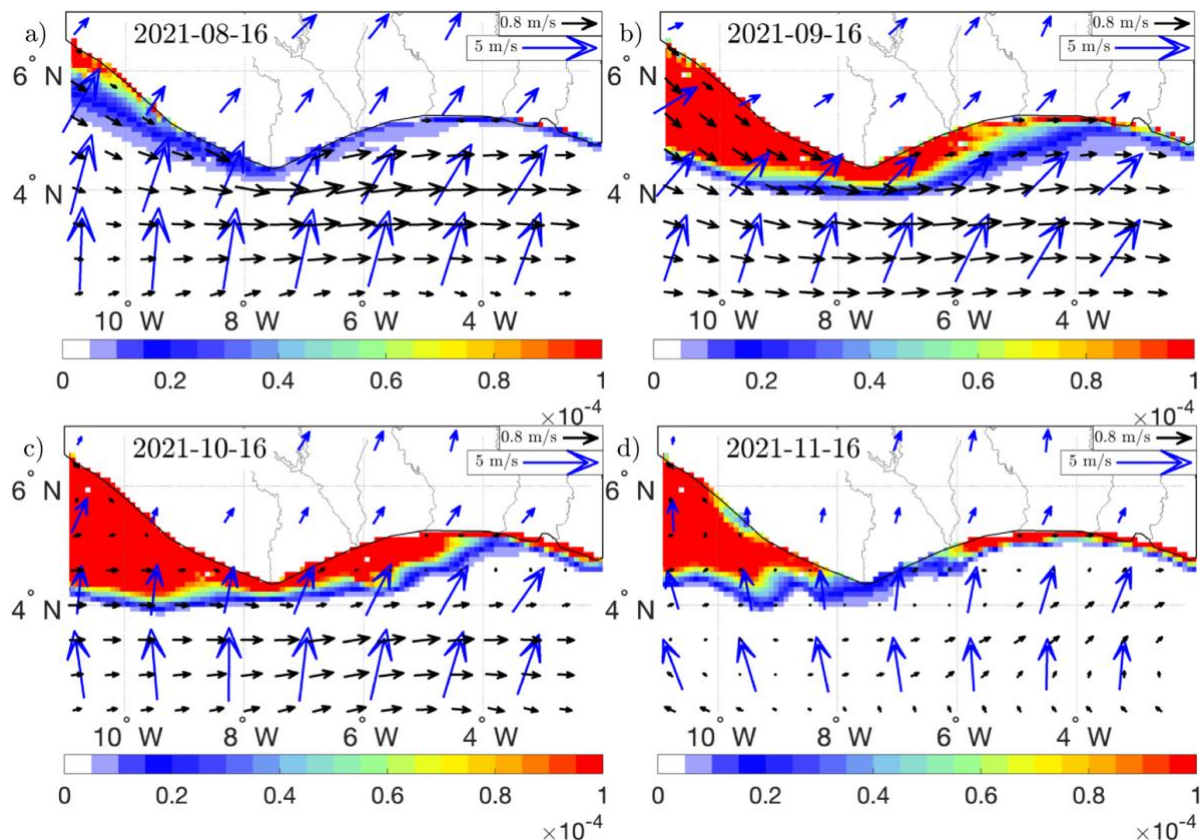 a) 2021-08-16 0.8 m/s
5 m/s
6° N
4° N
10° W 8° W 6° W 4° W
0 0.2 0.4 0.6 0.8 1
×10-4
b) 2021-09-16 0.8 m/s
5 m/s
6° N
4° N
10° W 8° W 6° W 4° W
0 0.2 0.4 0.6 0.8 1
×10-4
c) 2021-10-16 0.8 m/s
5 m/s
6° N
4° N
10° W 8° W 6° W 4° W
0 0.2 0.4 0.6 0.8 1
×10-4
d) 2021-11-16 0.8 m/s
5 m/s
6° N
4° N
10° W 8° W 6° W 4° W
0 0.2 0.4 0.6 0.8 1
×10-4